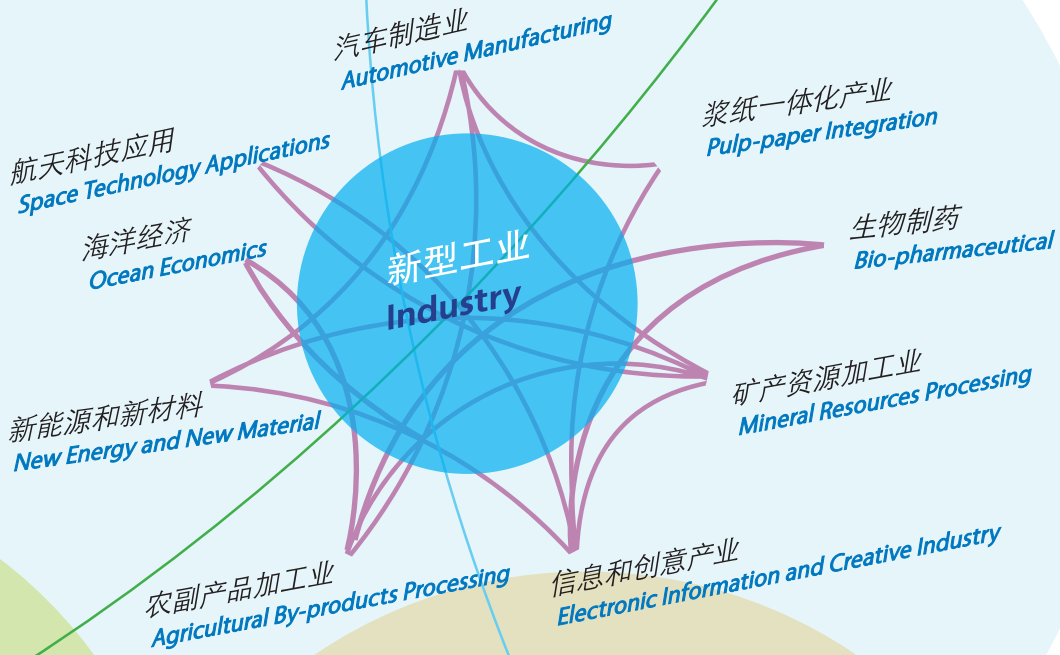 汽车制造业
Automotive Manufacturing
浆纸一体化产业
Pulp-paper Integration
航天科技应用
Space Technology Applications
生物制药
Bio-pharmaceutical
海洋经济
Ocean Economics
新型工业
Industry
矿产资源加工业
Mineral Resources Processing
新能源和新材料
New Energy and New Material
信息和创意产业
Electronic Information and Creative Industry
农副产品加工业
Agricultural By-products Processing